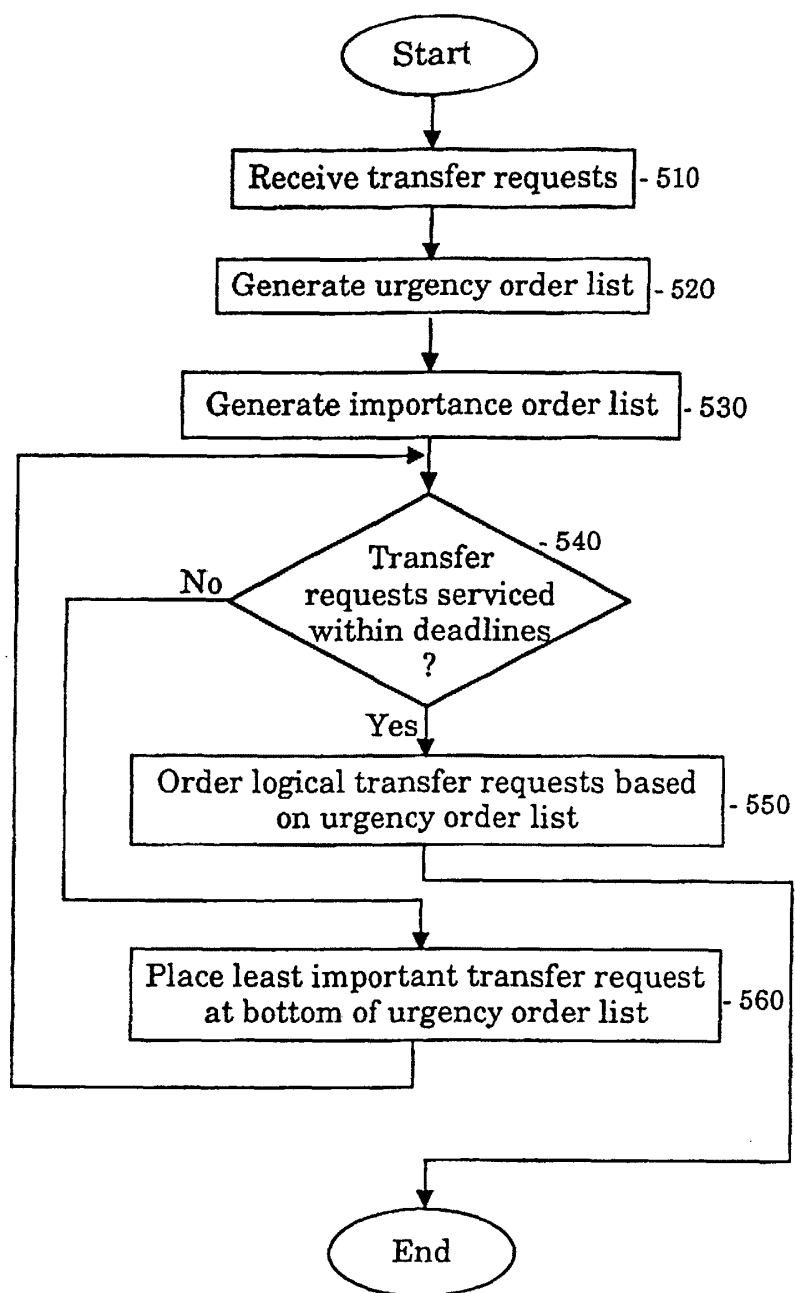 Start
Receive transfer requests - 510
Generate urgency order list - 520
Generate importance order list - 530
- 540
Transfer
requests serviced
within deadlines
?
No
Yes
Order logical transfer requests based
on urgency order list
- 550
Place least important transfer request
at bottom of urgency order list
- 560
End